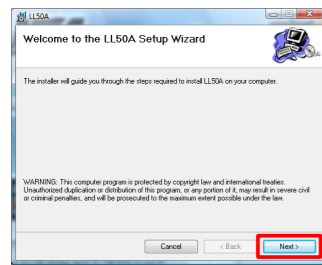 LL50A
Welcome to the LL50A Setup Wizard
The installer will guide you through the steps required to install LL50A on your computer.
WARNING: This computer program is protected by copyright law and international treaties.
Unauthorized duplication or distribution of this program, or any portion of it, may result in severe civil
or criminal penalties, and will be prosecuted to the maximum extent possible under the law.
Cancel
< Back
Next >